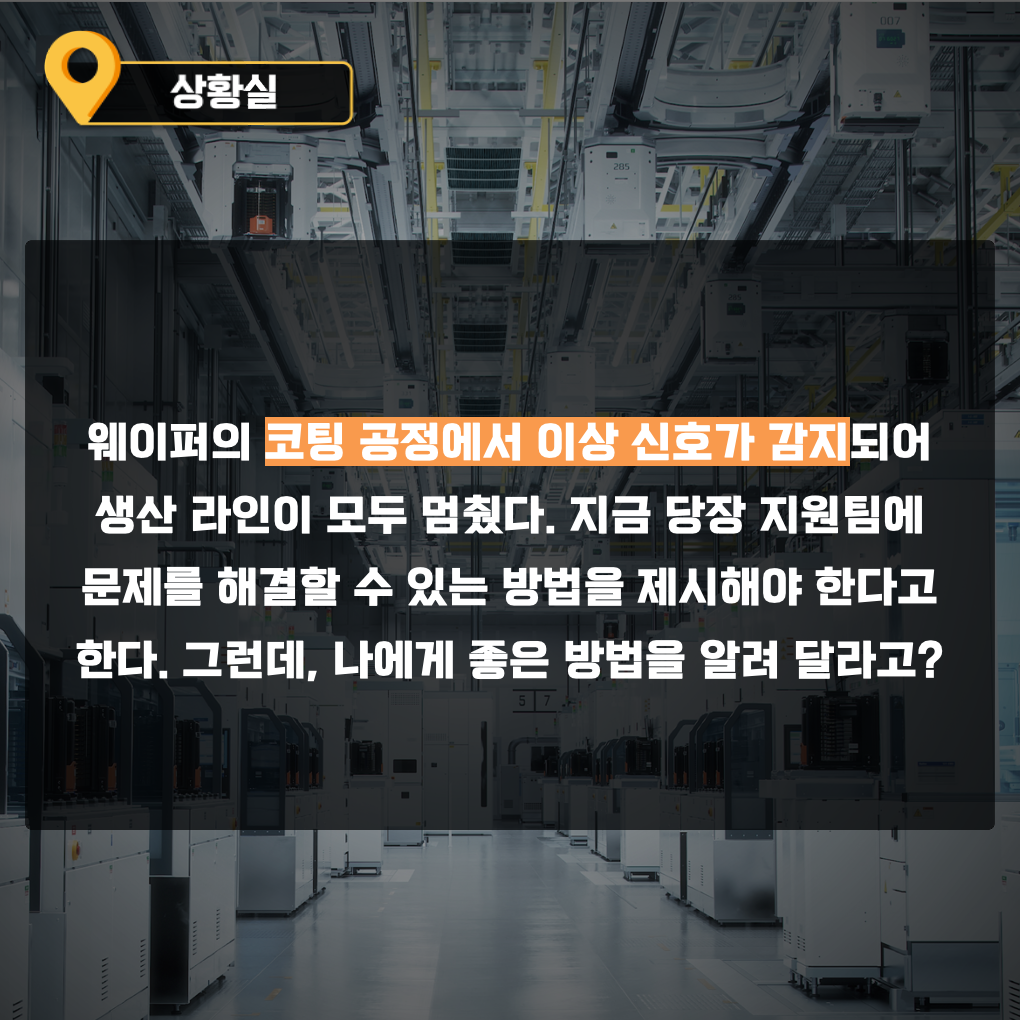 상황실
007
285
웨이퍼의 코팅 공정에서 이상 신호가 감지되어
생산 라인이 모두 멈췄다. 지금 당장 지원팀에
문제를 해결할 수 있는 방법을 제시해야 한다고
한다. 그런데, 나에게 좋은 방법을 알려 달라고?
5 7